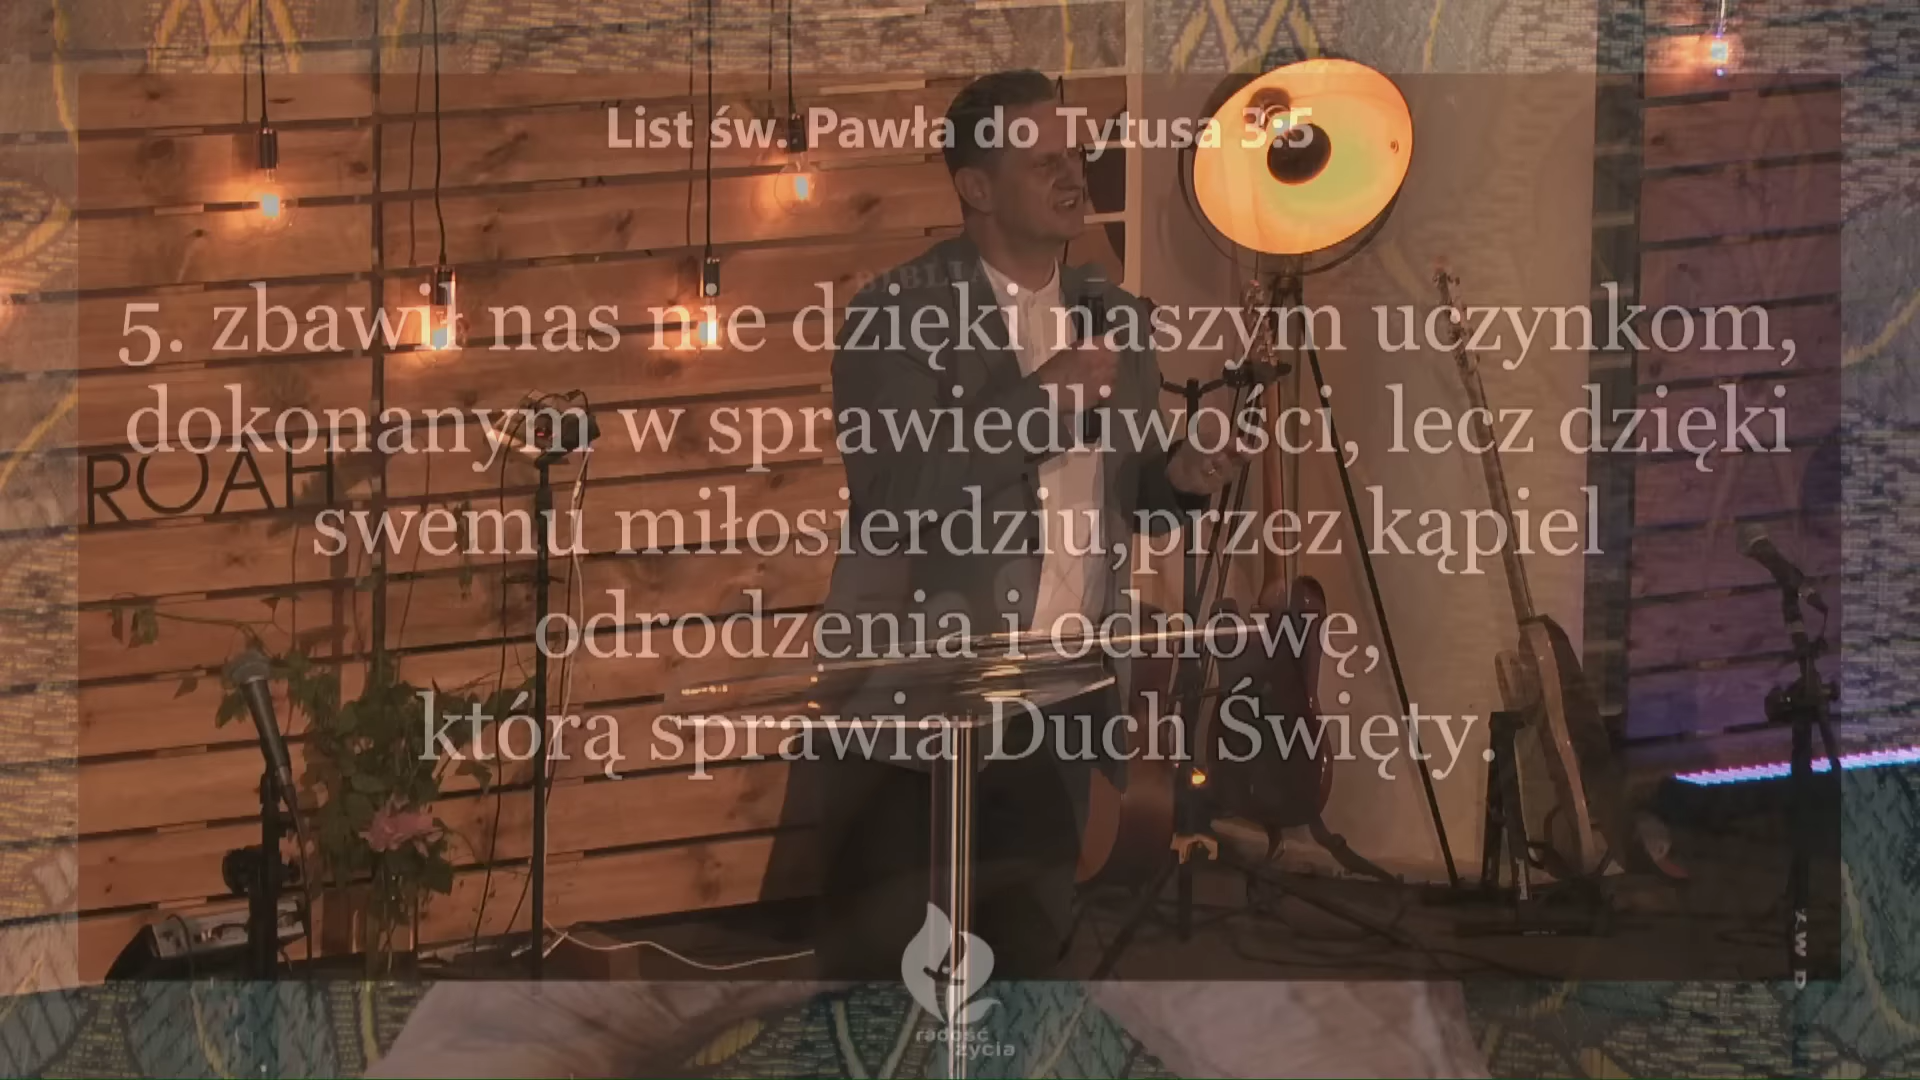 List św. Pawła do Tytusa 3:5
BIBLIA
5. zbawił nas nie dzięki naszym uczynkom,
dokonanym w sprawiedliwości, lecz dzięki
ROAH
swemu miłosierdziu,przez kąpiel
odrodzenia i odnowę,
którą sprawia Duch Święty.
radość
życia